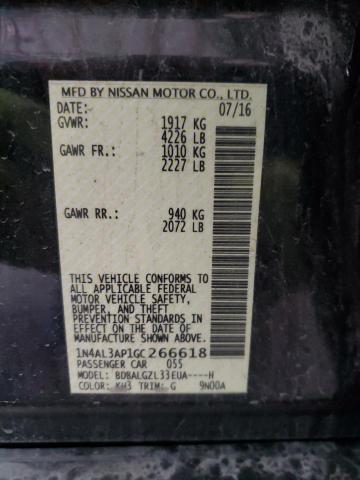 MFD BY NISSAN MOTOR CO., LTD.
DATE: 07/16
GVWR: 1917 KG
4226 LB
GAWR FR.: 1010 KG
2227 LB
GAWR RR.: 940 KG
2072 LB
THIS VEHICLE CONFORMS TO
ALL APPLICABLE FEDERAL
MOTOR VEHICLE SAFETY,
BUMPER, AND THEFT
PREVENTION STANDARDS
IN EFFECT ON THE DATE OF
MANUFACTURE SHOWN ABOVE.
1N4AL3AP1GC266618
PASSENGER CAR 055
MODEL: BDBALGZL33EUA----H
COLOR: KH3 TRIM: G 9N00A